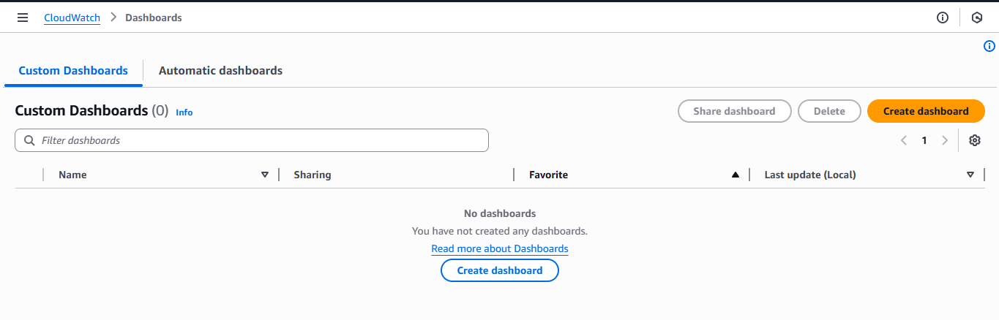 CloudWatch > Dashboards
Custom Dashboards Automatic dashboards
Custom Dashboards (0) Info Share dashboard Delete Create dashboard
Filter dashboards 1
Name Sharing Favorite Last update (Local)
No dashboards
You have not created any dashboards.
Read more about Dashboards
Create dashboard